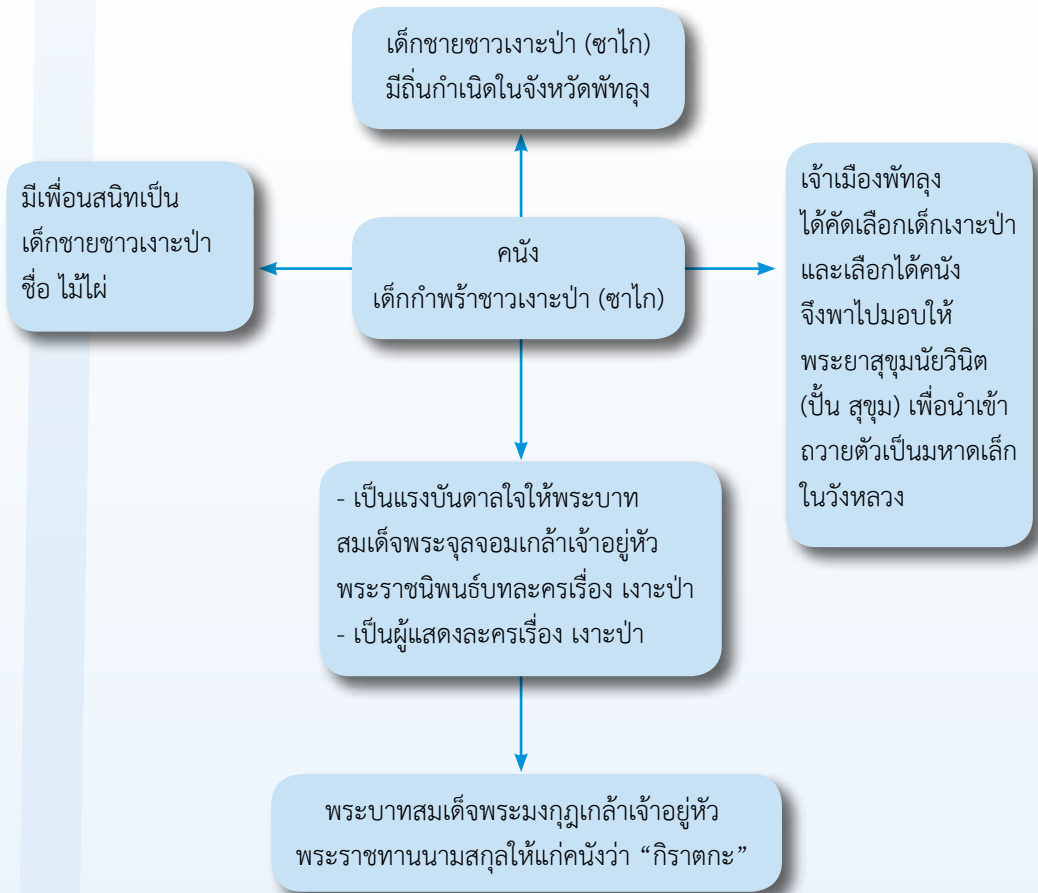 เด็กชายชาวเงาะป่า (ซาไก)
มีถิ่นกำเนิดในจังหวัดพัทลุง
มีเพื่อนสนิทเป็น
เด็กชายชาวเงาะป่า
ชื่อ ไม้ไผ่
คนัง
เด็กกำพร้าชาวเงาะป่า (ซาไก)
เจ้าเมืองพัทลุง
ได้คัดเลือกเด็กเงาะป่า
และเลือกได้คนัง
จึงพาไปมอบให้
พระยาสุขุมนัยวินิต
(ปั้น สุขุม) เพื่อนำเข้า
ถวายตัวเป็นมหาดเล็ก
ในวังหลวง
- เป็นแรงบันดาลใจให้พระบาท
สมเด็จพระจุลจอมเกล้าเจ้าอยู่หัว
พระราชนิพนธ์บทละครเรื่อง เงาะป่า
- เป็นผู้แสดงละครเรื่อง เงาะป่า
พระบาทสมเด็จพระมงกุฎเกล้าเจ้าอยู่หัว
พระราชทานนามสกุลให้แก่คนังว่า “กิราตกะ”